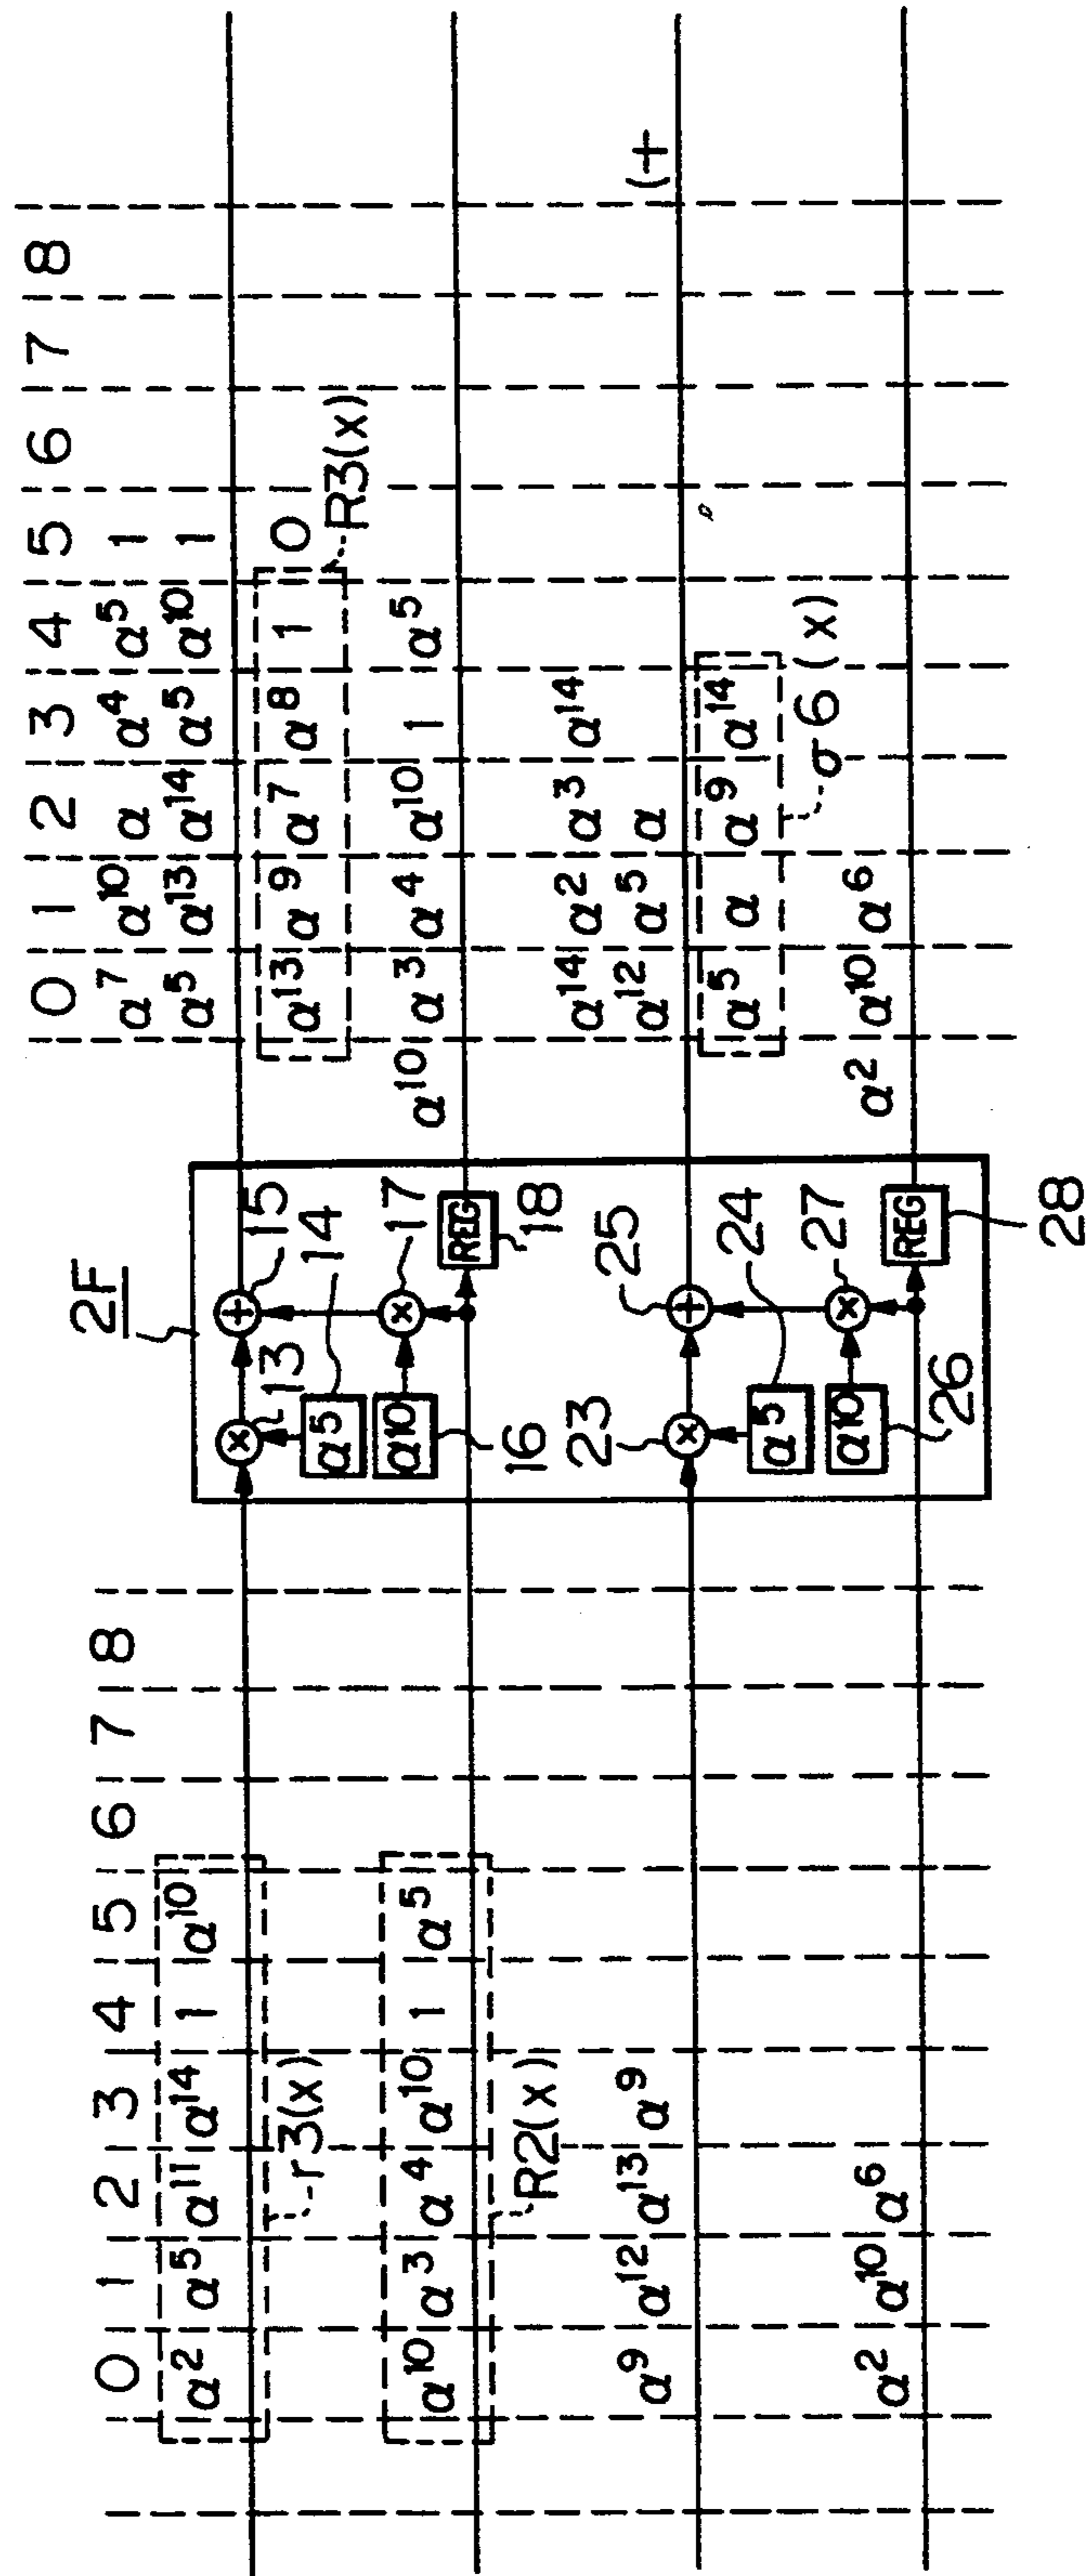 2F
0 1 2 3 4 5 6 7 8
α² α⁵ α¹¹ α¹⁴ 1 α¹⁰
r3(x)
α¹⁰ α³ α⁴ α¹⁰ 1 α⁵
R2(x)
α⁹ α¹² α¹³ α⁹
α² α¹⁰ α⁶
13
15
14
α⁵
α¹⁰
17
16
REG
18
23
25
24
α⁵
α¹⁰
27
26
REG
28
0 1 2 3 4 5 6 7 8
α⁷ α¹⁰ α α⁴ α⁵ 1
α⁵ α¹³ α¹⁴ α⁵ α¹⁰ 1
α¹³ α⁹ α⁷ α⁸ 1 0
R3(x)
α¹⁰ α³ α⁴ α¹⁰ 1 α⁵
α¹⁴ α² α³ α¹⁴
α¹² α⁵ α
(+
α⁵ α α⁹ α¹⁴
σ6(x)
α² α¹⁰ α⁶